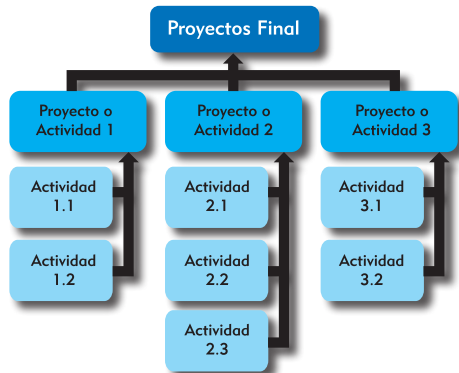 Proyectos Final
Proyecto o
Actividad 1
Proyecto o
Actividad 2
Proyecto o
Actividad 3
Actividad
1.1
Actividad
2.1
Actividad
3.1
Actividad
1.2
Actividad
2.2
Actividad
3.2
Actividad
2.3